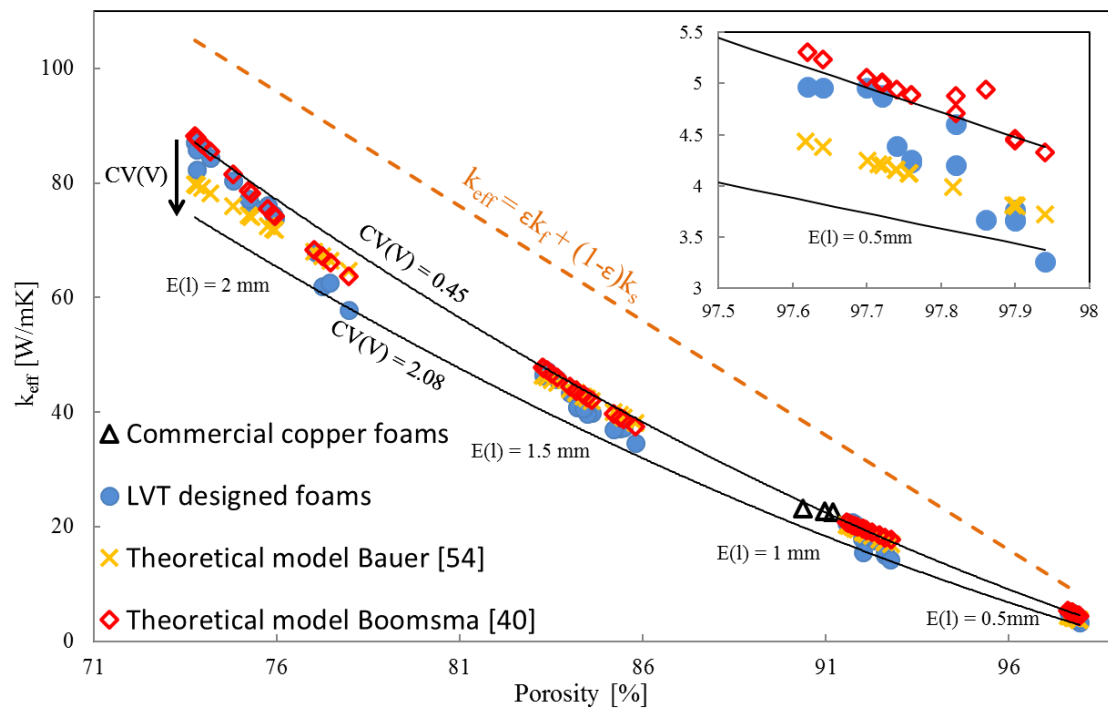 100
80
60
40
20
0
k_eff [W/mK]
71
76
81
86
91
96
Porosity [%]
CV(V)
E(l) = 2 mm
CV(V) = 0.45
CV(V) = 2.08
k_eff = εk_f + (1-ε)k_s
E(l) = 1.5 mm
E(l) = 1 mm
E(l) = 0.5mm
Commercial copper foams
LVT designed foams
Theoretical model Bauer [54]
Theoretical model Boomsma [40]
5.5
5
4.5
4
3.5
3
E(l) = 0.5mm
97.5
97.6
97.7
97.8
97.9
98